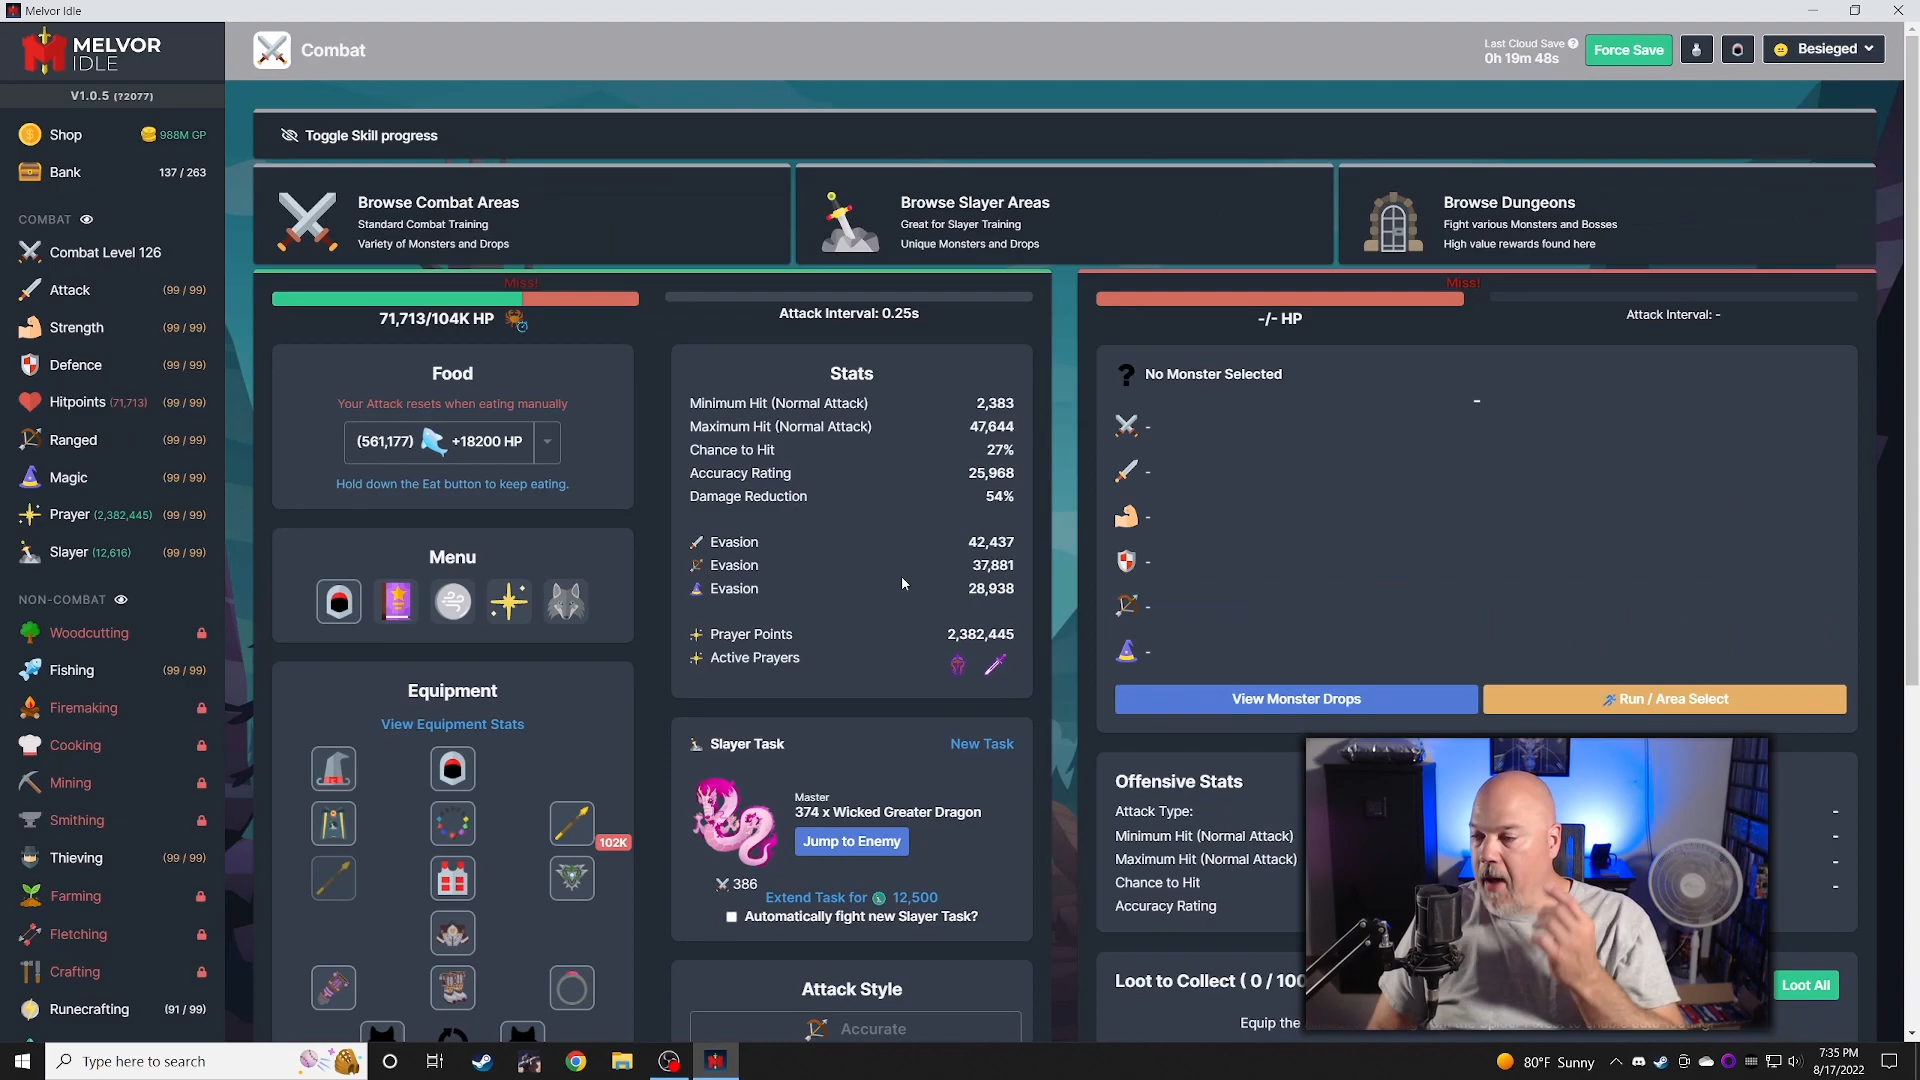 Melvor Idle
MELVOR
IDLE
V1.0.5 (?2077)
Shop 988M GP
Bank 137 / 263
COMBAT
Combat Level 126
Attack (99 / 99)
Strength (99 / 99)
Defence (99 / 99)
Hitpoints (71,713) (99 / 99)
Ranged (99 / 99)
Magic (99 / 99)
Prayer (2,382,445) (99 / 99)
Slayer (12,616) (99 / 99)
NON-COMBAT
Woodcutting
Fishing (99 / 99)
Firemaking
Cooking
Mining
Smithing
Thieving (99 / 99)
Farming
Fletching
Crafting
Runecrafting (91 / 99)
Combat
Last Cloud Save
0h 19m 48s
Force Save
Besieged
Toggle Skill progress
Browse Combat Areas
Standard Combat Training
Variety of Monsters and Drops
Browse Slayer Areas
Great for Slayer Training
Unique Monsters and Drops
Browse Dungeons
Fight various Monsters and Bosses
High value rewards found here
Miss!
71,713/104K HP
Attack Interval: 0.25s
Food
Your Attack resets when eating manually
(561,177) +18200 HP
Hold down the Eat button to keep eating.
Menu
Equipment
View Equipment Stats
102K
Stats
Minimum Hit (Normal Attack) 2,383
Maximum Hit (Normal Attack) 47,644
Chance to Hit 27%
Accuracy Rating 25,968
Damage Reduction 54%
Evasion 42,437
Evasion 37,881
Evasion 28,938
Prayer Points 2,382,445
Active Prayers
Slayer Task New Task
Master
374 x Wicked Greater Dragon
Jump to Enemy
386
Extend Task for 12,500
Automatically fight new Slayer Task?
Attack Style
Accurate
Miss!
-/- HP
Attack Interval: -
? No Monster Selected
-
-
-
-
-
-
-
View Monster Drops
Run / Area Select
Offensive Stats
Attack Type: -
Minimum Hit (Normal Attack) -
Maximum Hit (Normal Attack) -
Chance to Hit -
Accuracy Rating
Loot to Collect ( 0 / 100
Loot All
Equip the
Type here to search
80°F Sunny
7:35 PM
8/17/2022